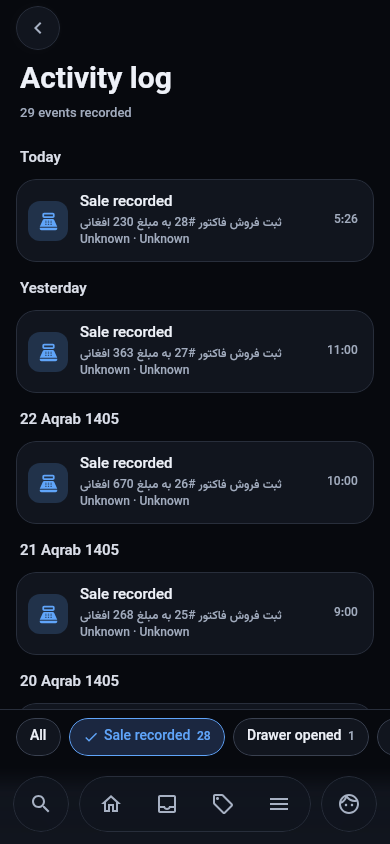 Activity log
29 events recorded
Today
Sale recorded
ثبت فروش فاکتور #28 به مبلغ 230 افغانی
5:26
Unknown · Unknown
Yesterday
Sale recorded
ثبت فروش فاکتور #27 به مبلغ 363 افغانی
11:00
Unknown · Unknown
22 Aqrab 1405
Sale recorded
ثبت فروش فاکتور #26 به مبلغ 670 افغانی
10:00
Unknown · Unknown
21 Aqrab 1405
Sale recorded
ثبت فروش فاکتور #25 به مبلغ 268 افغانی
9:00
Unknown · Unknown
20 Aqrab 1405
All
Sale recorded 28
Drawer opened 1